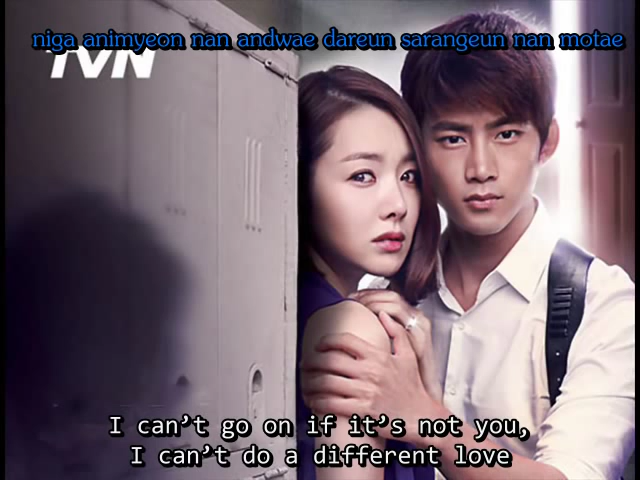 niga animyeon nan andwae dareun sarangeun nan motae
tvN
I can't go on if it's not you,
I can't do a different love